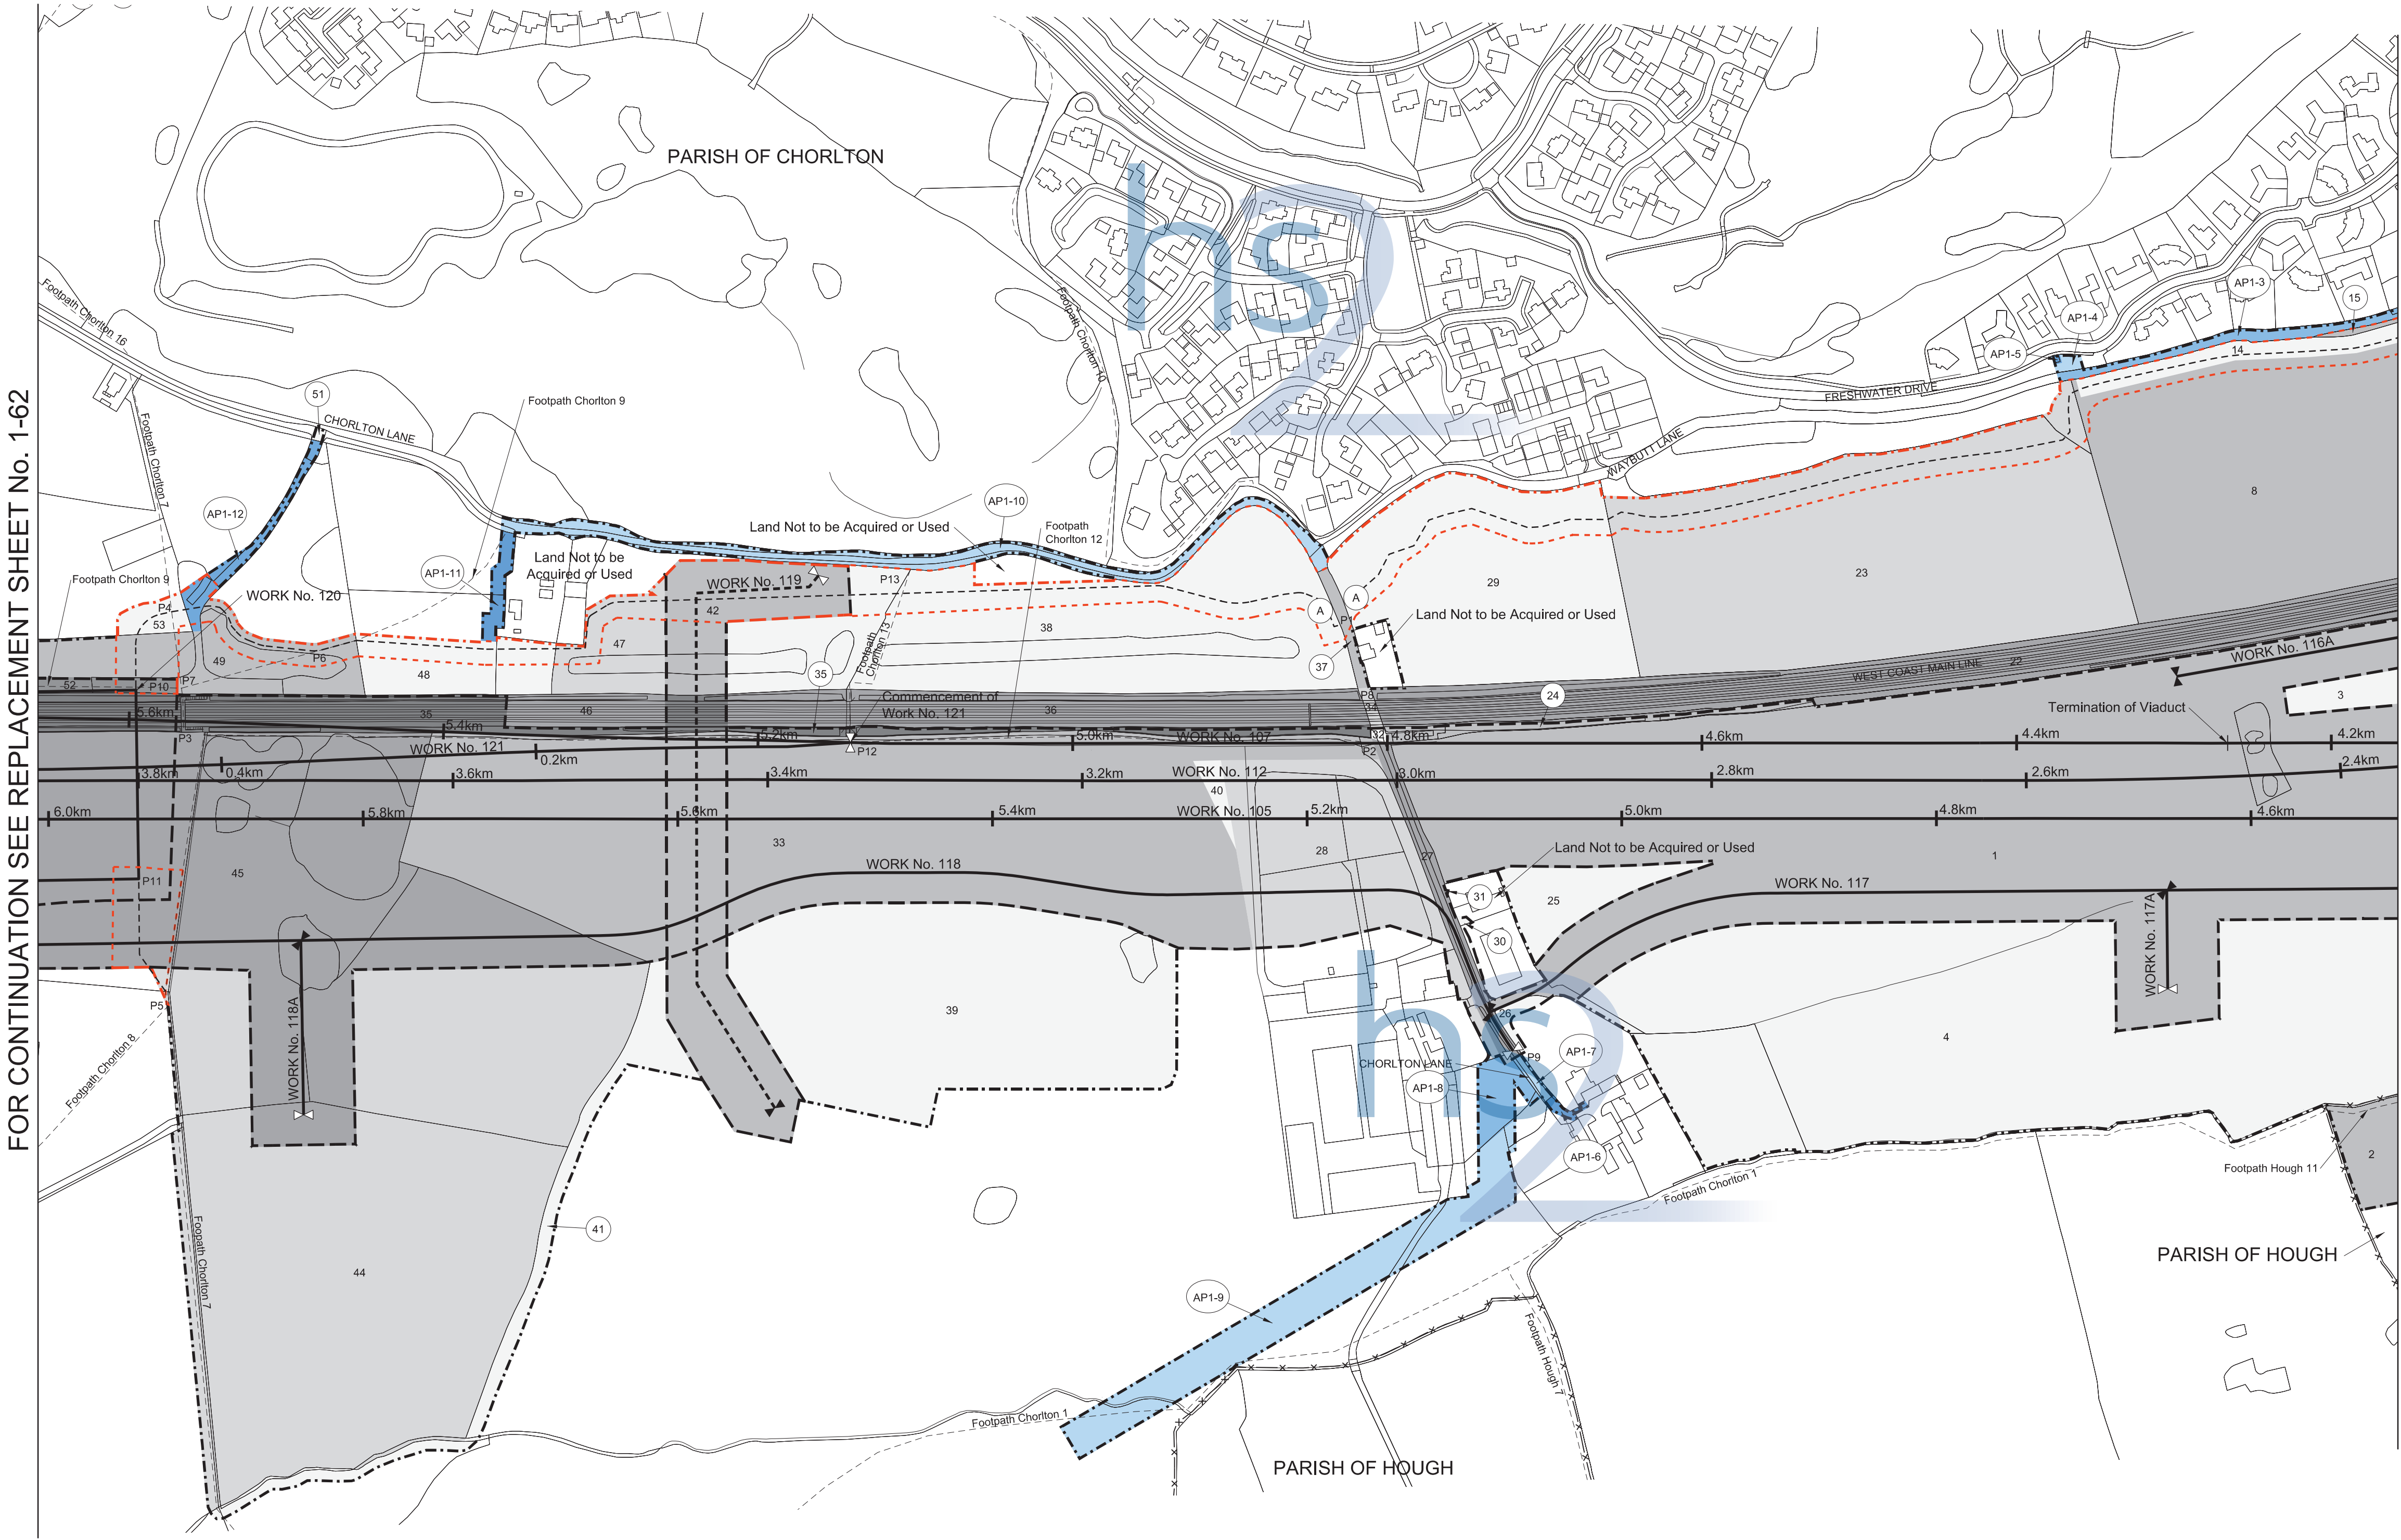 FOR CONTINUATION SEE REPLACEMENT SHEET No. 1-62
PARISH OF CHORLTON
hs2
Footpath Chorlton 16
Footpath Chorlton 10
AP1-3
15
AP1-4
AP1-5
14
FRESHWATER DRIVE
51
CHORLTON LANE
Footpath Chorlton 9
Footpath Chorlton 7
WAYBUTT LANE
8
AP1-12
AP1-10
Land Not to be Acquired or Used
Footpath
Chorlton 12
Land Not to be
Acquired or Used
AP1-11
Footpath Chorlton 9
WORK No. 119
P13
23
29
WORK No. 120
P4
53
42
A
A
P
Land Not to be Acquired or Used
38
47
Footpath
Chorlton 13
49
P6
37
48
35
P7
P10
52
WORK No. 116A
22
WEST COAST MAIN LINE
3
24
P8
34
Commencement of
Work No. 121
36
46
35
5.6km
5.4km
Termination of Viaduct
P3
5.2km
5.0km
WORK No. 107
32
4.8km
4.6km
4.4km
4.2km
WORK No. 121
P12
P2
0.2km
0.4km
3.8km
3.6km
3.4km
3.2km
WORK No. 112
3.0km
2.8km
2.6km
2.4km
40
6.0km
5.8km
5.6km
5.4km
WORK No. 105
5.2km
5.0km
4.8km
4.6km
33
28
27
Land Not to be Acquired or Used
1
WORK No. 118
45
P11
31
25
WORK No. 117
WORK No. 117A
30
P5
39
26
hs2
WORK No. 118A
4
Footpath Chorlton 8
CHORLTON LANE
P9
AP1-7
AP1-8
AP1-6
2
Footpath Hough 11
Footpath Chorlton 1
41
Footpath Chorlton 7
44
PARISH OF HOUGH
AP1-9
Footpath Hough 7
Footpath Chorlton 1
PARISH OF HOUGH